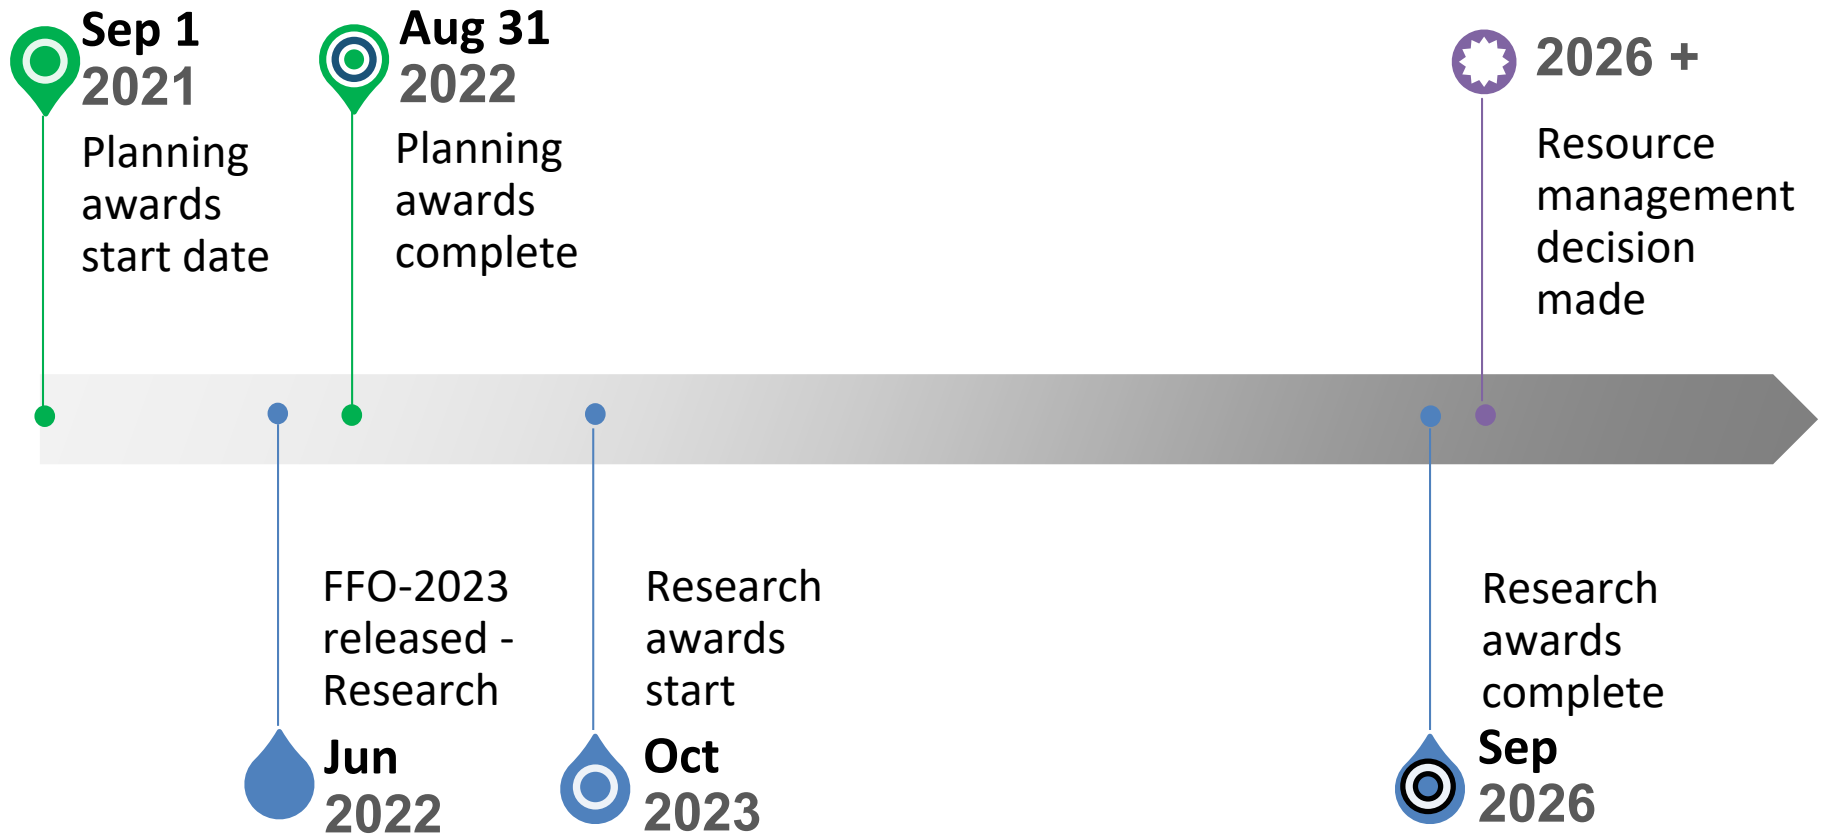 Sep 1
2021
Planning
awards
start date
Aug 31
2022
Planning
awards
complete
2026 +
Resource
management
decision
made
FFO-2023
released -
Research
Jun
2022
Research
awards
start
Oct
2023
Research
awards
complete
Sep
2026